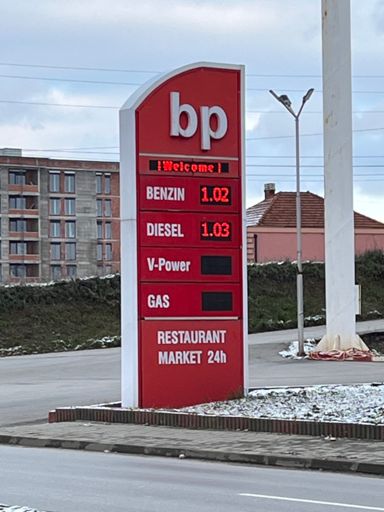 bp
!Welcome!
BENZIN 1.02
DIESEL 1.03
V-Power
GAS
RESTAURANT
MARKET 24h